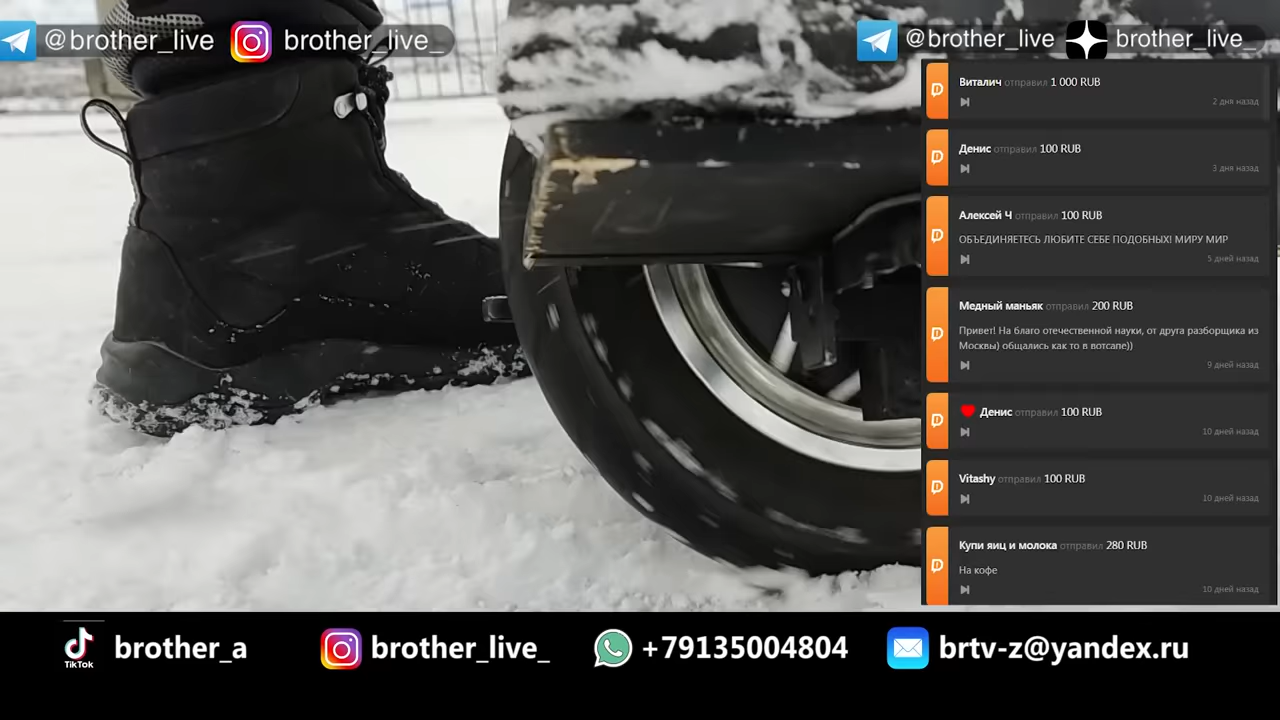 @brother_live
brother_live_
@brother_live
brother_live_
Виталич отправил 1 000 RUB
2 дня назад
Денис отправил 100 RUB
3 дня назад
Алексей Ч отправил 100 RUB
ОБЪЕДИНЯЕТЕСЬ ЛЮБИТЕ СЕБЕ ПОДОБНЫХ! МИРУ МИР
5 дней назад
Медный маньяк отправил 200 RUB
Привет! На благо отечественной науки, от друга разборщика из
Москвы) общались как то в вотсапе))
9 дней назад
Денис отправил 100 RUB
10 дней назад
Vitashy отправил 100 RUB
10 дней назад
Купи яиц и молока отправил 280 RUB
На кофе
10 дней назад
TikTok
brother_a
brother_live_
+79135004804
brtv-z@yandex.ru